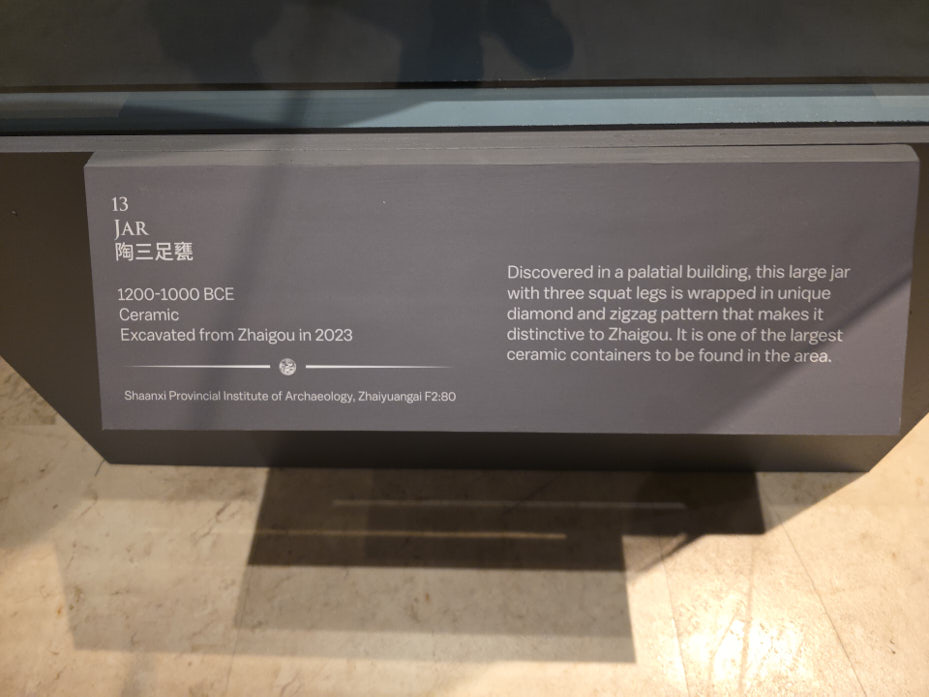 13
JAR
陶三足甕
1200-1000 BCE
Ceramic
Excavated from Zhaigou in 2023
Shaanxi Provincial Institute of Archaeology, Zhaiyuangai F2:80
Discovered in a palatial building, this large jar
with three squat legs is wrapped in unique
diamond and zigzag pattern that makes it
distinctive to Zhaigou. It is one of the largest
ceramic containers to be found in the area.